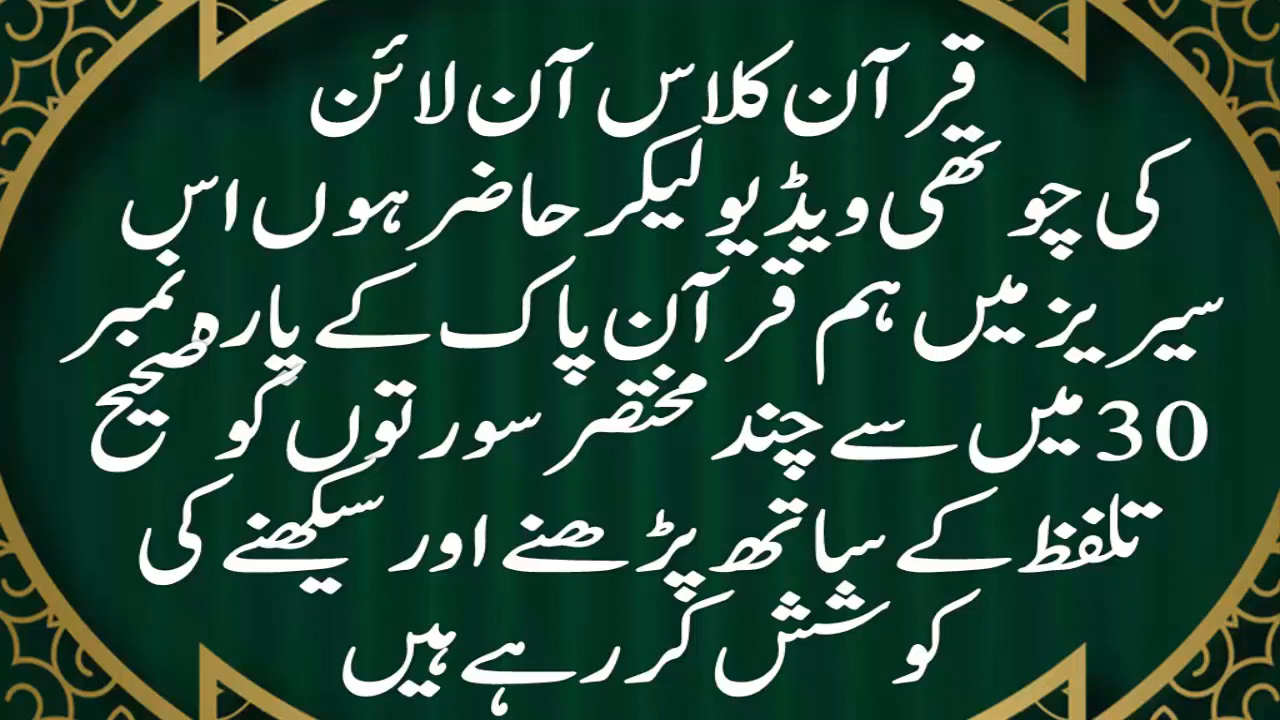 قرآن کلاس آن لائن
کی چوتھی ویڈیو لیکر حاضر ہوں اس
سیریز میں ہم قرآن پاک کے پارہ نمبر
30 میں سے چند مختصر سورتوں کو صحیح
تلفظ کے ساتھ پڑھنے اور سیکھنے کی
کوشش کر رہے ہیں